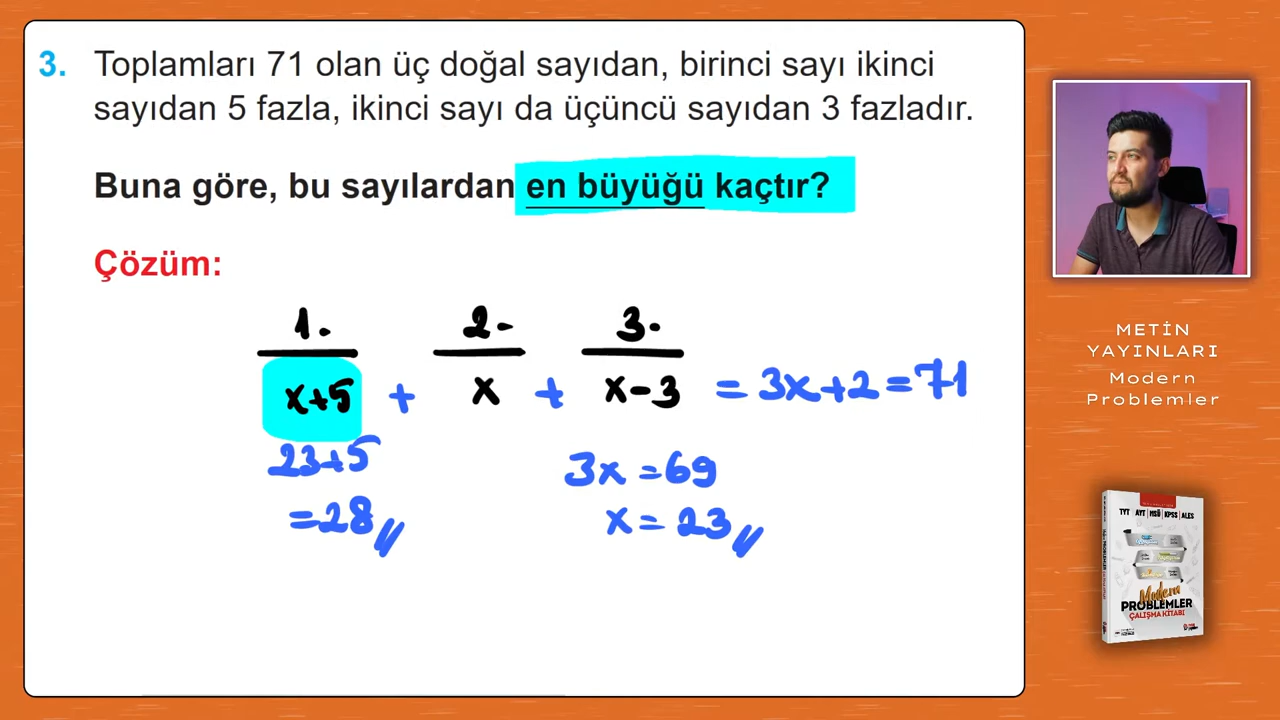 3. Toplamları 71 olan üç doğal sayıdan, birinci sayı ikinci
sayıdan 5 fazla, ikinci sayı da üçüncü sayıdan 3 fazladır.
Buna göre, bu sayılardan en büyüğü kaçtır?
Çözüm:
1. 2. 3.
x+5 + x + x-3 = 3x+2=71
23+5
=28
3x=69
x=23
METİN
YAYINLARI
Modern
Problemler
TYT AYT MSÜ KPSS ALES
Modern
PROBLEMLER
ÇALIŞMA KİTABI